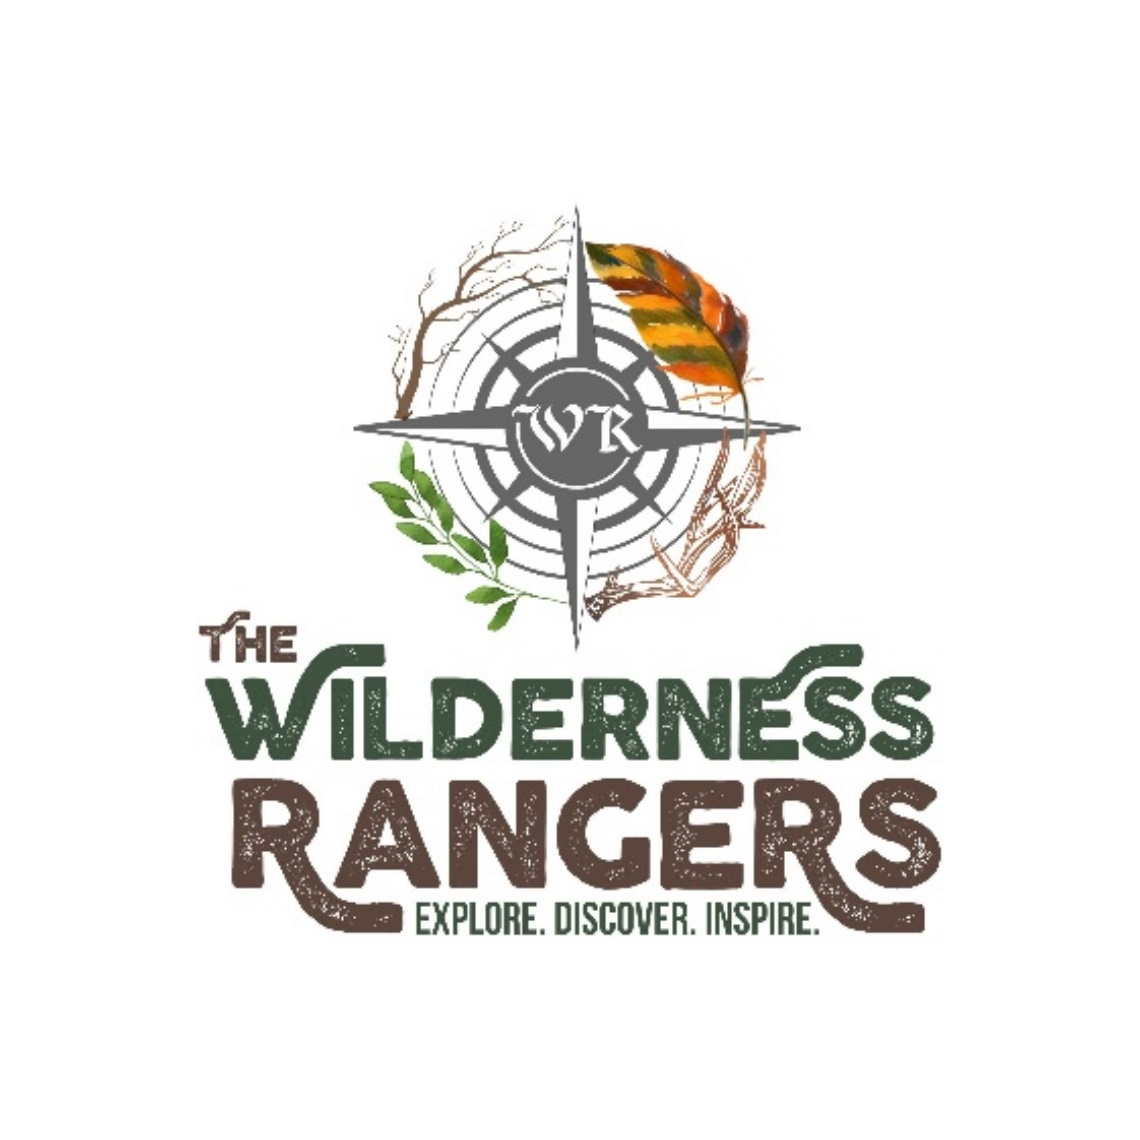 WR
THE
WILDERNESS
RANGERS
EXPLORE. DISCOVER. INSPIRE.